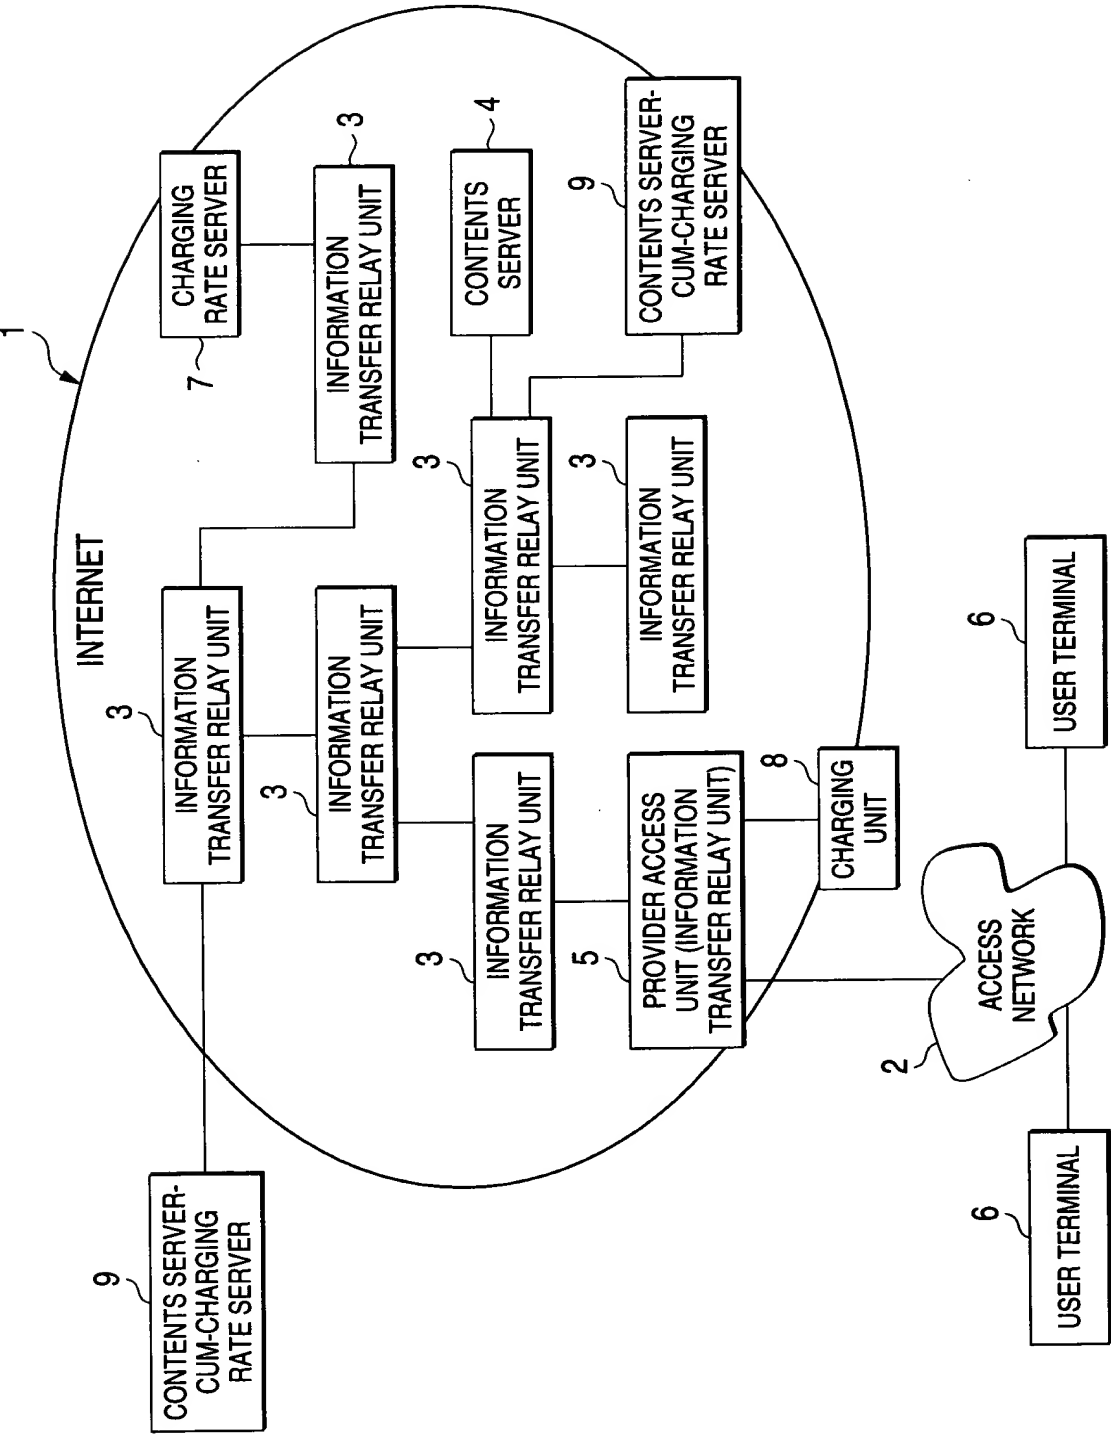 1
INTERNET
9
CONTENTS SERVER-
CUM-CHARGING
RATE SERVER
3
INFORMATION
TRANSFER RELAY UNIT
CHARGING
RATE SERVER
7
3
INFORMATION
TRANSFER RELAY UNIT
3
INFORMATION
TRANSFER RELAY UNIT
3
INFORMATION
TRANSFER RELAY UNIT
3
INFORMATION
TRANSFER RELAY UNIT
CONTENTS
SERVER
4
5
PROVIDER ACCESS
UNIT (INFORMATION
TRANSFER RELAY UNIT)
3
INFORMATION
TRANSFER RELAY UNIT
9
CONTENTS SERVER-
CUM-CHARGING
RATE SERVER
8
CHARGING
UNIT
2
ACCESS
NETWORK
6
USER TERMINAL
6
USER TERMINAL